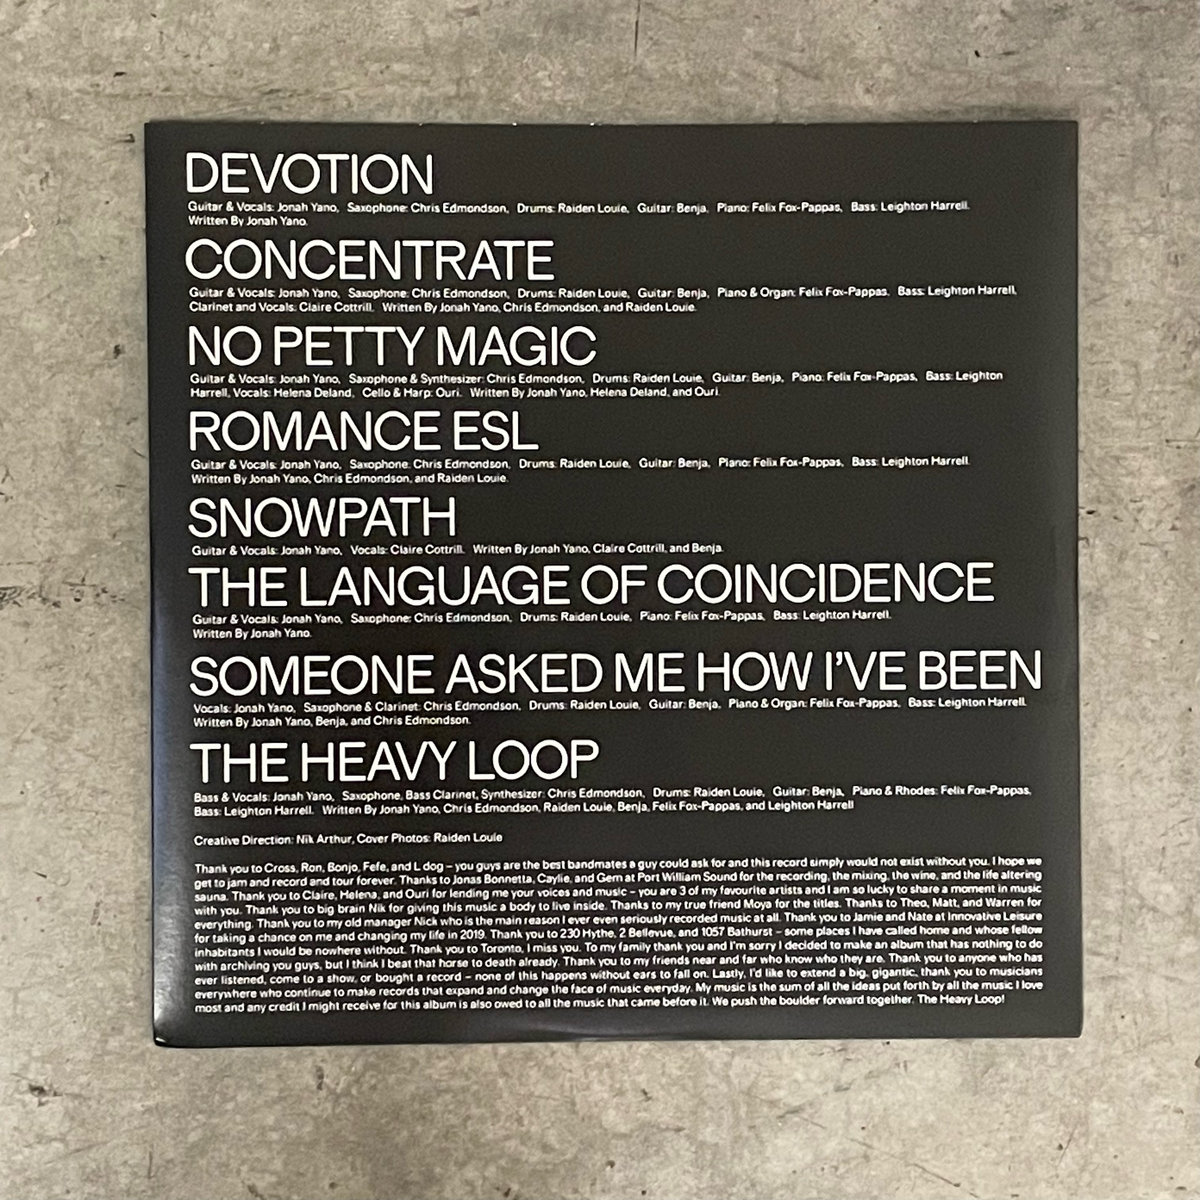 DEVOTION
Guitar & Vocals: Jonah Yano, Saxophone: Chris Edmondson, Drums: Raiden Louie, Guitar: Benja, Piano: Felix Fox-Pappas, Bass: Leighton Harrell.
Written By Jonah Yano.
CONCENTRATE
Guitar & Vocals: Jonah Yano, Saxophone: Chris Edmondson, Drums: Raiden Louie, Guitar: Benja, Piano & Organ: Felix Fox-Pappas, Bass: Leighton Harrell,
Clarinet and Vocals: Claire Cottrill, Written By Jonah Yano, Chris Edmondson, and Raiden Louie.
NO PETTY MAGIC
Guitar & Vocals: Jonah Yano, Saxophone & Synthesizer: Chris Edmondson, Drums: Raiden Louie, Guitar: Benja, Piano: Felix Fox-Pappas, Bass: Leighton
Harrell, Vocals: Helena Deland, Cello & Harp: Ouri. Written By Jonah Yano, Helena Deland, and Ouri.
ROMANCE ESL
Guitar & Vocals: Jonah Yano, Saxophone: Chris Edmondson, Drums: Raiden Louie, Guitar: Benja, Piano: Felix Fox-Pappas, Bass: Leighton Harrell.
Written By Jonah Yano, Chris Edmondson, and Raiden Louie.
SNOWPATH
Guitar & Vocals: Jonah Yano, Vocals: Claire Cottrill. Written By Jonah Yano, Claire Cottrill, and Benja.
THE LANGUAGE OF COINCIDENCE
Guitar & Vocals: Jonah Yano, Saxophone: Chris Edmondson, Drums: Raiden Louie, Piano: Felix Fox-Pappas, Bass: Leighton Harrell.
Written By Jonah Yano.
SOMEONE ASKED ME HOW I'VE BEEN
Vocals: Jonah Yano, Saxophone & Clarinet: Chris Edmondson, Drums: Raiden Louie, Guitar: Benja, Piano & Organ: Felix Fox-Pappas, Bass: Leighton Harrell.
Written By Jonah Yano, Benja, and Chris Edmondson.
THE HEAVY LOOP
Bass & Vocals: Jonah Yano, Saxophone, Bass Clarinet, Synthesizer: Chris Edmondson, Drums: Raiden Louie, Guitar: Benja, Piano & Rhodes: Felix Fox-Pappas,
Bass: Leighton Harrell. Written By Jonah Yano, Chris Edmondson, Raiden Louie, Benja, Felix Fox-Pappas, and Leighton Harrell
Creative Direction: Nik Arthur, Cover Photos: Raiden Louie
Thank you to Cross, Ron, Bonjo, Fefe, and L dog – you guys are the best bandmates a guy could ask for and this record simply would not exist without you. I hope we
get to jam and record and tour forever. Thanks to Jonas Bonnetta, Caylie, and Gem at Port William Sound for the recording, the mixing, the wine, and the life altering
sauna. Thank you to Claire, Helena, and Ouri for lending me your voices and music – you are 3 of my favourite artists and I am so lucky to share a moment in music
with you. Thank you to big brain Nik for giving this music a body to live inside. Thanks to my true friend Moya for the titles. Thanks to Theo, Matt, and Warren for
everything. Thank you to my old manager Nick who is the main reason I ever even seriously recorded music at all. Thank you to Jamie and Nate at Innovative Leisure
for taking a chance on me and changing my life in 2019. Thank you to 230 Hythe, 2 Bellevue, and 1057 Bathurst – some places I have called home and whose fellow
inhabitants I would be nowhere without. Thank you to Toronto, I miss you. To my family thank you and I'm sorry I decided to make an album that has nothing to do
with archiving you guys, but I think I beat that horse to death already. Thank you to my friends near and far who know who they are. Thank you to anyone who has
ever listened, come to a show, or bought a record – none of this happens without ears to fall on. Lastly, I'd like to extend a big, gigantic, thank you to musicians
everywhere who continue to make records that expand and change the face of music everyday. My music is the sum of all the ideas put forth by all the music I love
most and any credit I might receive for this album is also owed to all the music that came before it. We push the boulder forward together. The Heavy Loop!